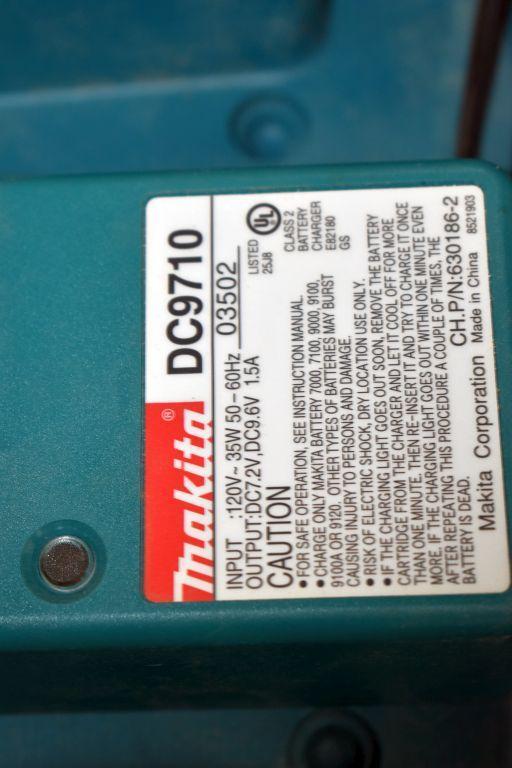 makita® DC9710
INPUT :120V~ 35W 50-60Hz 03502
OUTPUT:DC7.2V,DC9.6V 1.5A
LISTED
25J8
UL
CLASS 2
BATTERY
CHARGER
E82180
GS
CAUTION
• FOR SAFE OPERATION, SEE INSTRUCTION MANUAL.
• CHARGE ONLY MAKITA BATTERY 7000, 7100, 9000, 9100,
9100A OR 9120. OTHER TYPES OF BATTERIES MAY BURST
CAUSING INJURY TO PERSONS AND DAMAGE.
• RISK OF ELECTRIC SHOCK, DRY LOCATION USE ONLY.
• IF THE CHARGING LIGHT GOES OUT SOON, REMOVE THE BATTERY
CARTRIDGE FROM THE CHARGER AND LET IT COOL OFF FOR MORE
THAN ONE MINUTE, THEN RE-INSERT IT AND TRY TO CHARGE IT ONCE
MORE. IF THE CHARGING LIGHT GOES OUT WITHIN ONE MINUTE EVEN
AFTER REPEATING THIS PROCEDURE A COUPLE OF TIMES, THE
BATTERY IS DEAD. CH.P/N:630186-2
Makita Corporation Made in China 8521903